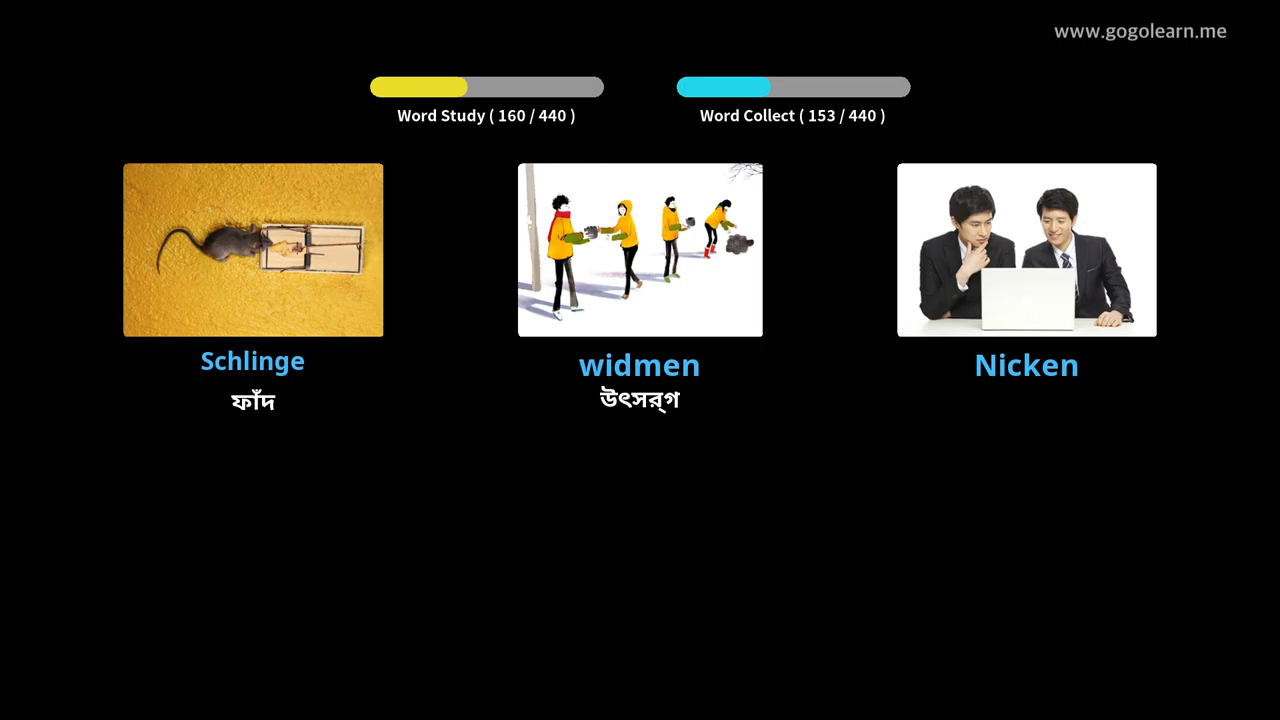 www.gogolearn.me
Word Study ( 160 / 440 )
Word Collect ( 153 / 440 )
Schlinge
ফাঁদ
widmen
উৎসর্গ
Nicken